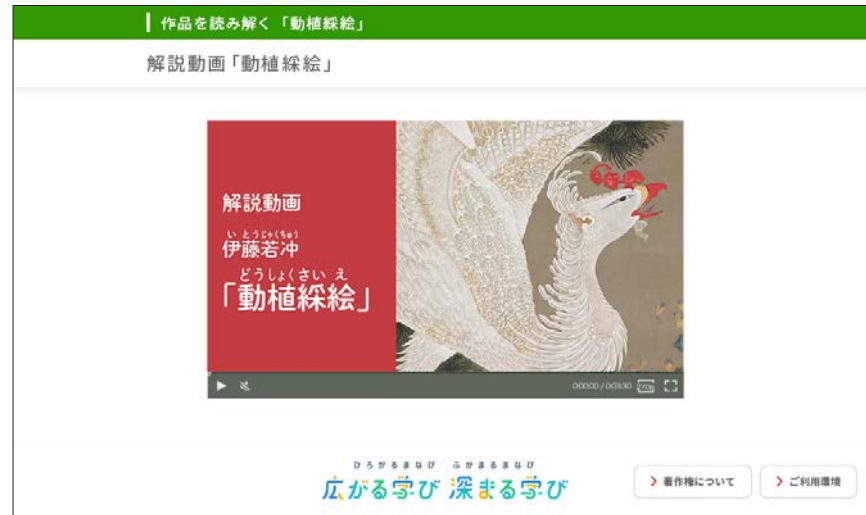 作品を読み解く「動植綵絵」
解説動画「動植綵絵」
解説動画
いとうじゃくちゅう
伊藤若冲
どうしょくさいえ
「動植綵絵」
00:00 / 03:30
ひろがるまなび ふかまるまなび
広がる学び 深まる学び
著作権について
ご利用環境